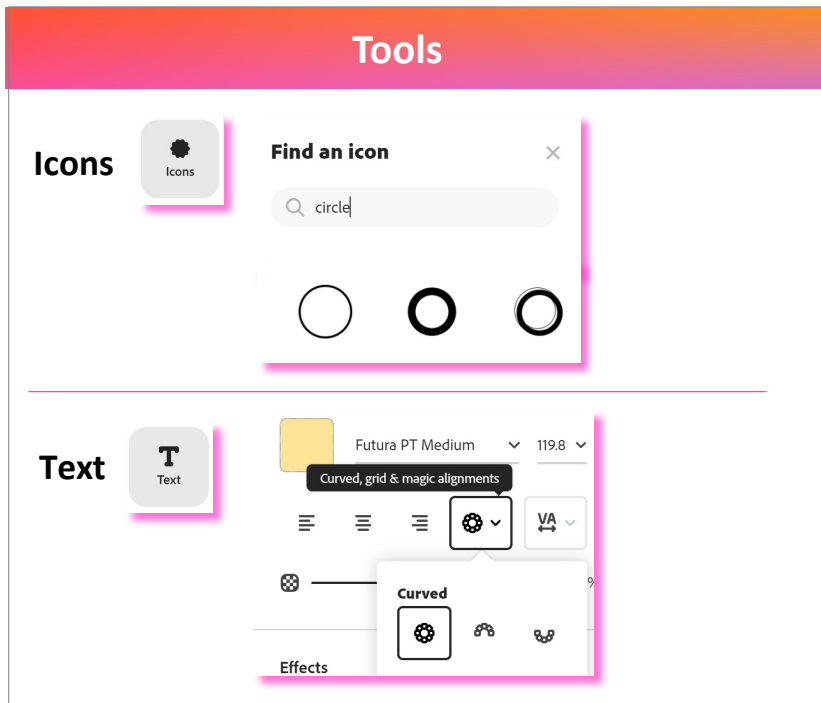 Tools
Icons
Icons
Find an icon
circle
Text
Text
Futura PT Medium 119.8
Curved, grid & magic alignments
VA
%
Curved
Effects